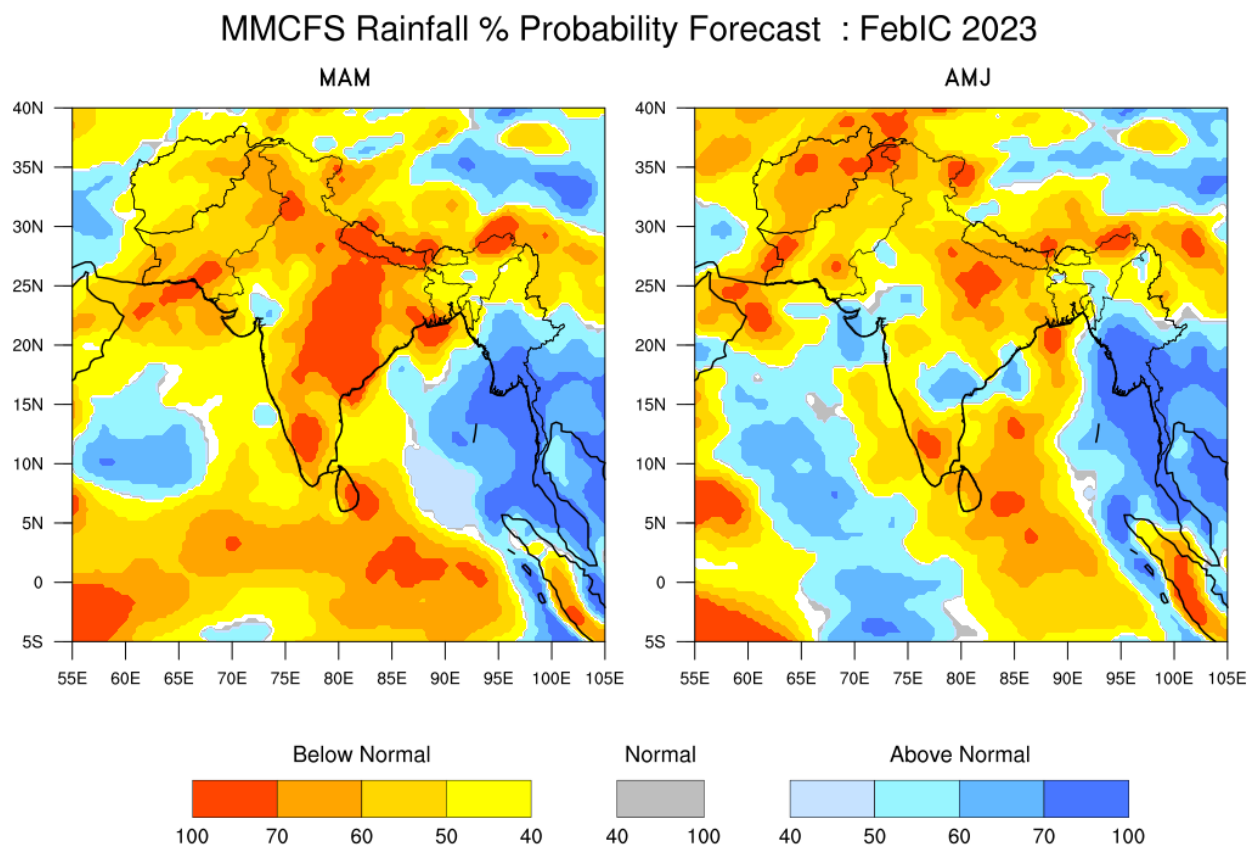 MMCFS Rainfall % Probability Forecast : FebIC 2023
MAM
AMJ
40N
35N
30N
25N
20N
15N
10N
5N
0
5S
55E 60E 65E 70E 75E 80E 85E 90E 95E 100E 105E
40N
35N
30N
25N
20N
15N
10N
5N
0
5S
55E 60E 65E 70E 75E 80E 85E 90E 95E 100E 105E
Below Normal
100 70 60 50 40
Normal
40 100
Above Normal
40 50 60 70 100